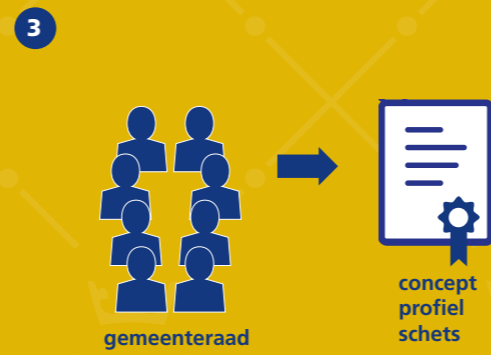 3
gemeenteraad
concept
profiel
schets